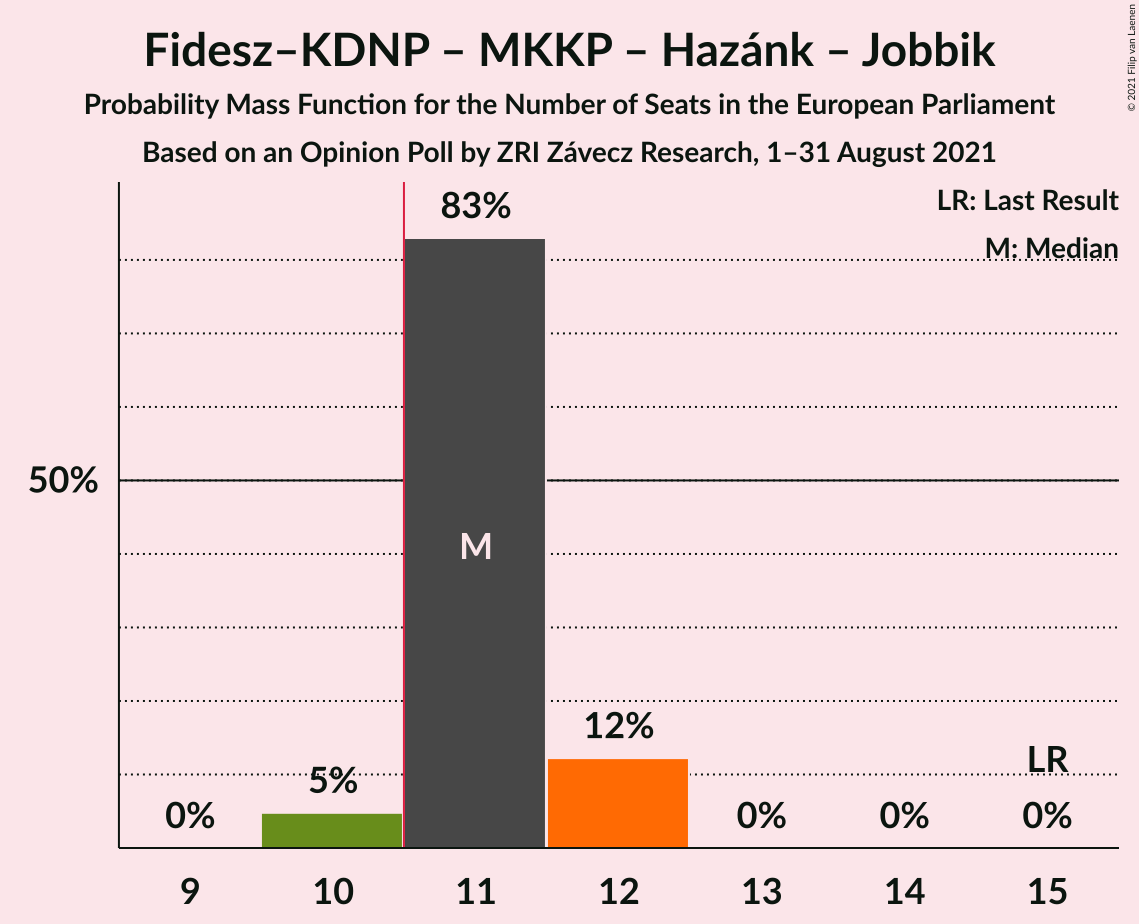 Fidesz–KDNP – MKKP – Hazánk – Jobbik
Probability Mass Function for the Number of Seats in the European Parliament
Based on an Opinion Poll by ZRI Závecz Research, 1–31 August 2021
© 2021 Filip van Laenen
LR: Last Result
M: Median
83%
50%
M
12%
5%
LR
0%
0%
0%
0%
9
10
11
12
13
14
15